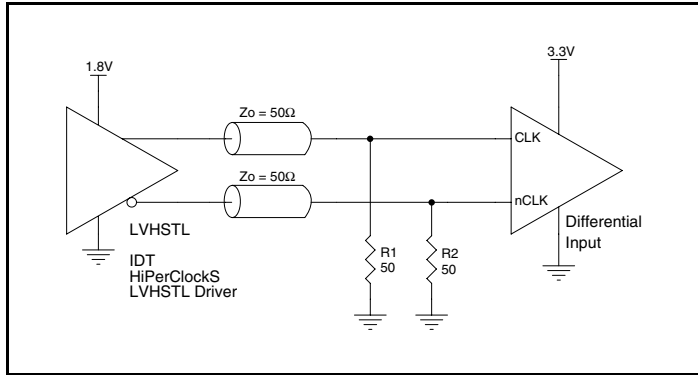 3.3V
1.8V
Zo = 50Ω
CLK
Zo = 50Ω
nCLK
LVHSTL
Differential
Input
IDT
HiPerClockS
LVHSTL Driver
R1
50
R2
50